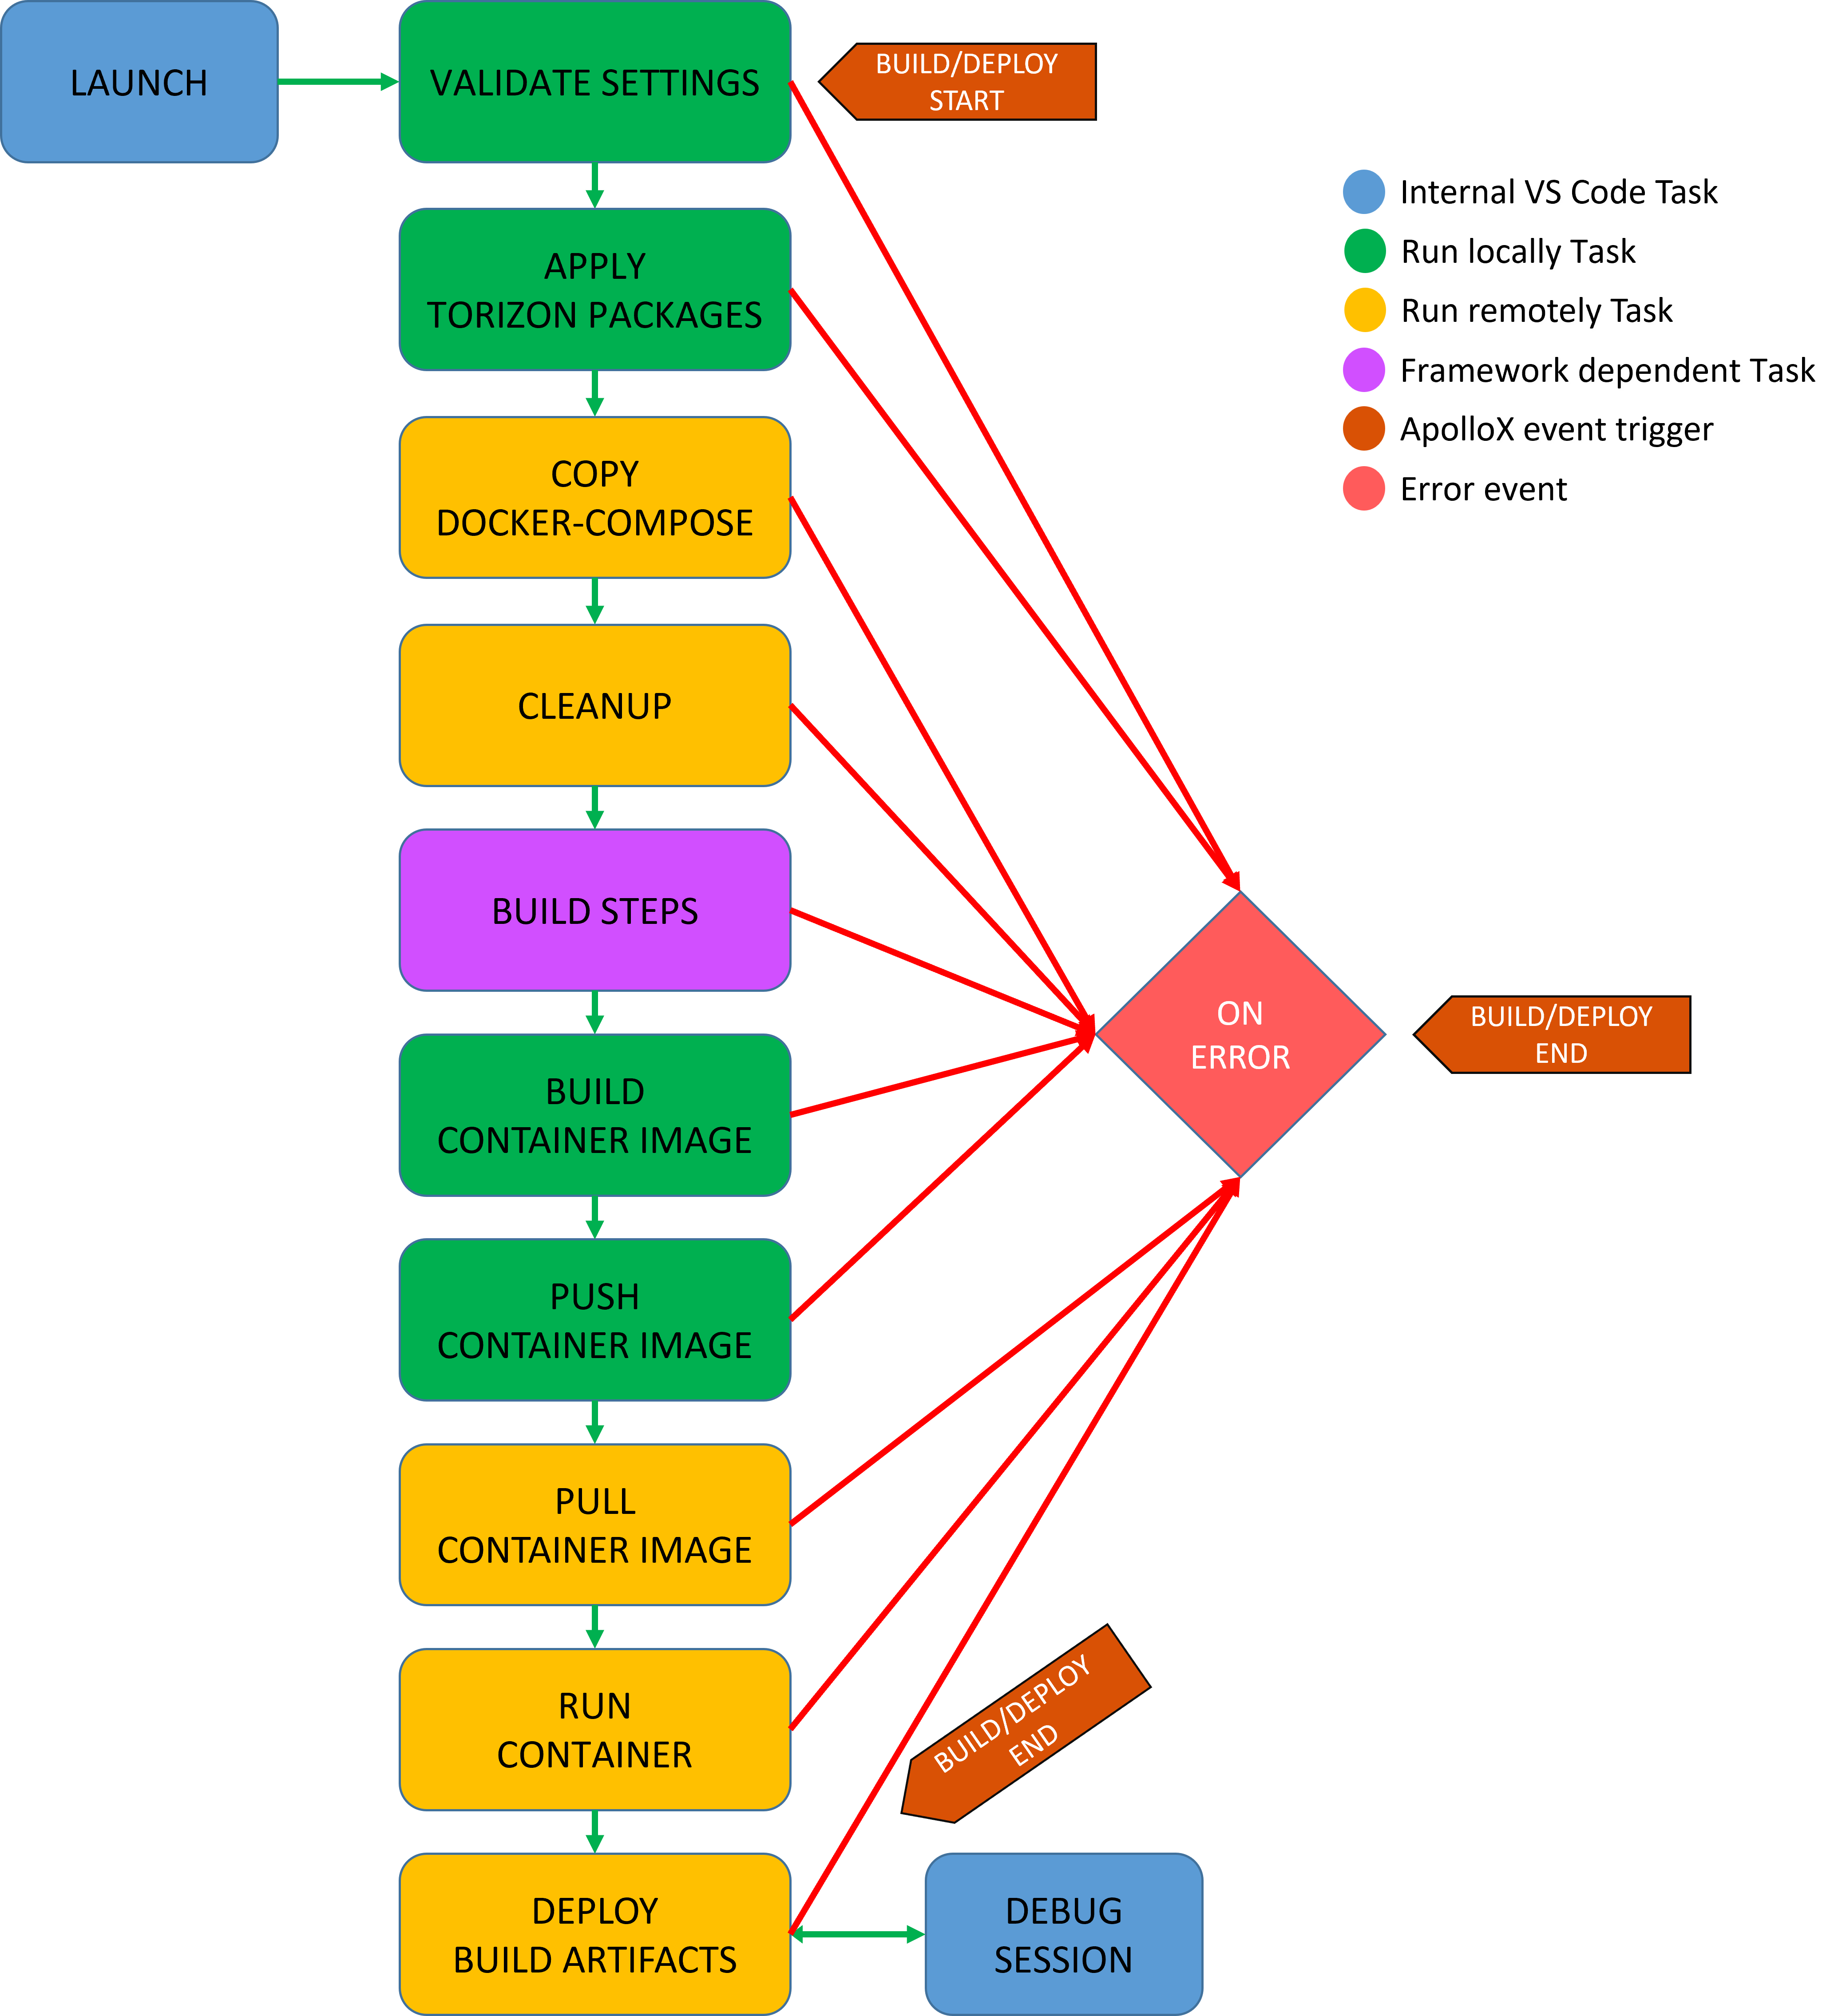 LAUNCH
VALIDATE SETTINGS
BUILD/DEPLOY
START
Internal VS Code Task
Run locally Task
Run remotely Task
Framework dependent Task
ApolloX event trigger
Error event
APPLY
TORIZON PACKAGES
COPY
DOCKER-COMPOSE
CLEANUP
BUILD STEPS
ON
ERROR
BUILD/DEPLOY
END
BUILD
CONTAINER IMAGE
PUSH
CONTAINER IMAGE
PULL
CONTAINER IMAGE
RUN
CONTAINER
BUILD/DEPLOY
END
DEPLOY
BUILD ARTIFACTS
DEBUG
SESSION